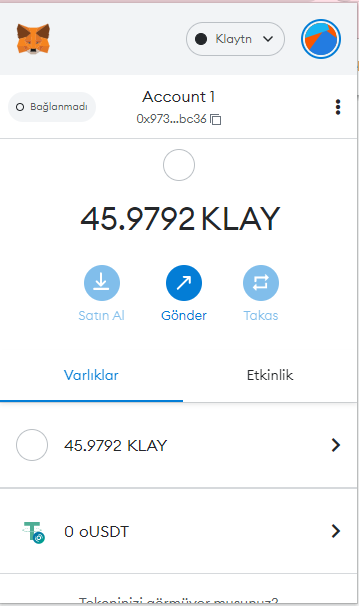 Klaytn
Bağlanmadı
Account 1
0x973...bc36
45.9792 KLAY
Satın Al
Gönder
Takas
Varlıklar
Etkinlik
45.9792 KLAY
0 oUSDT
Tokeninizi görmüyor musunuz?